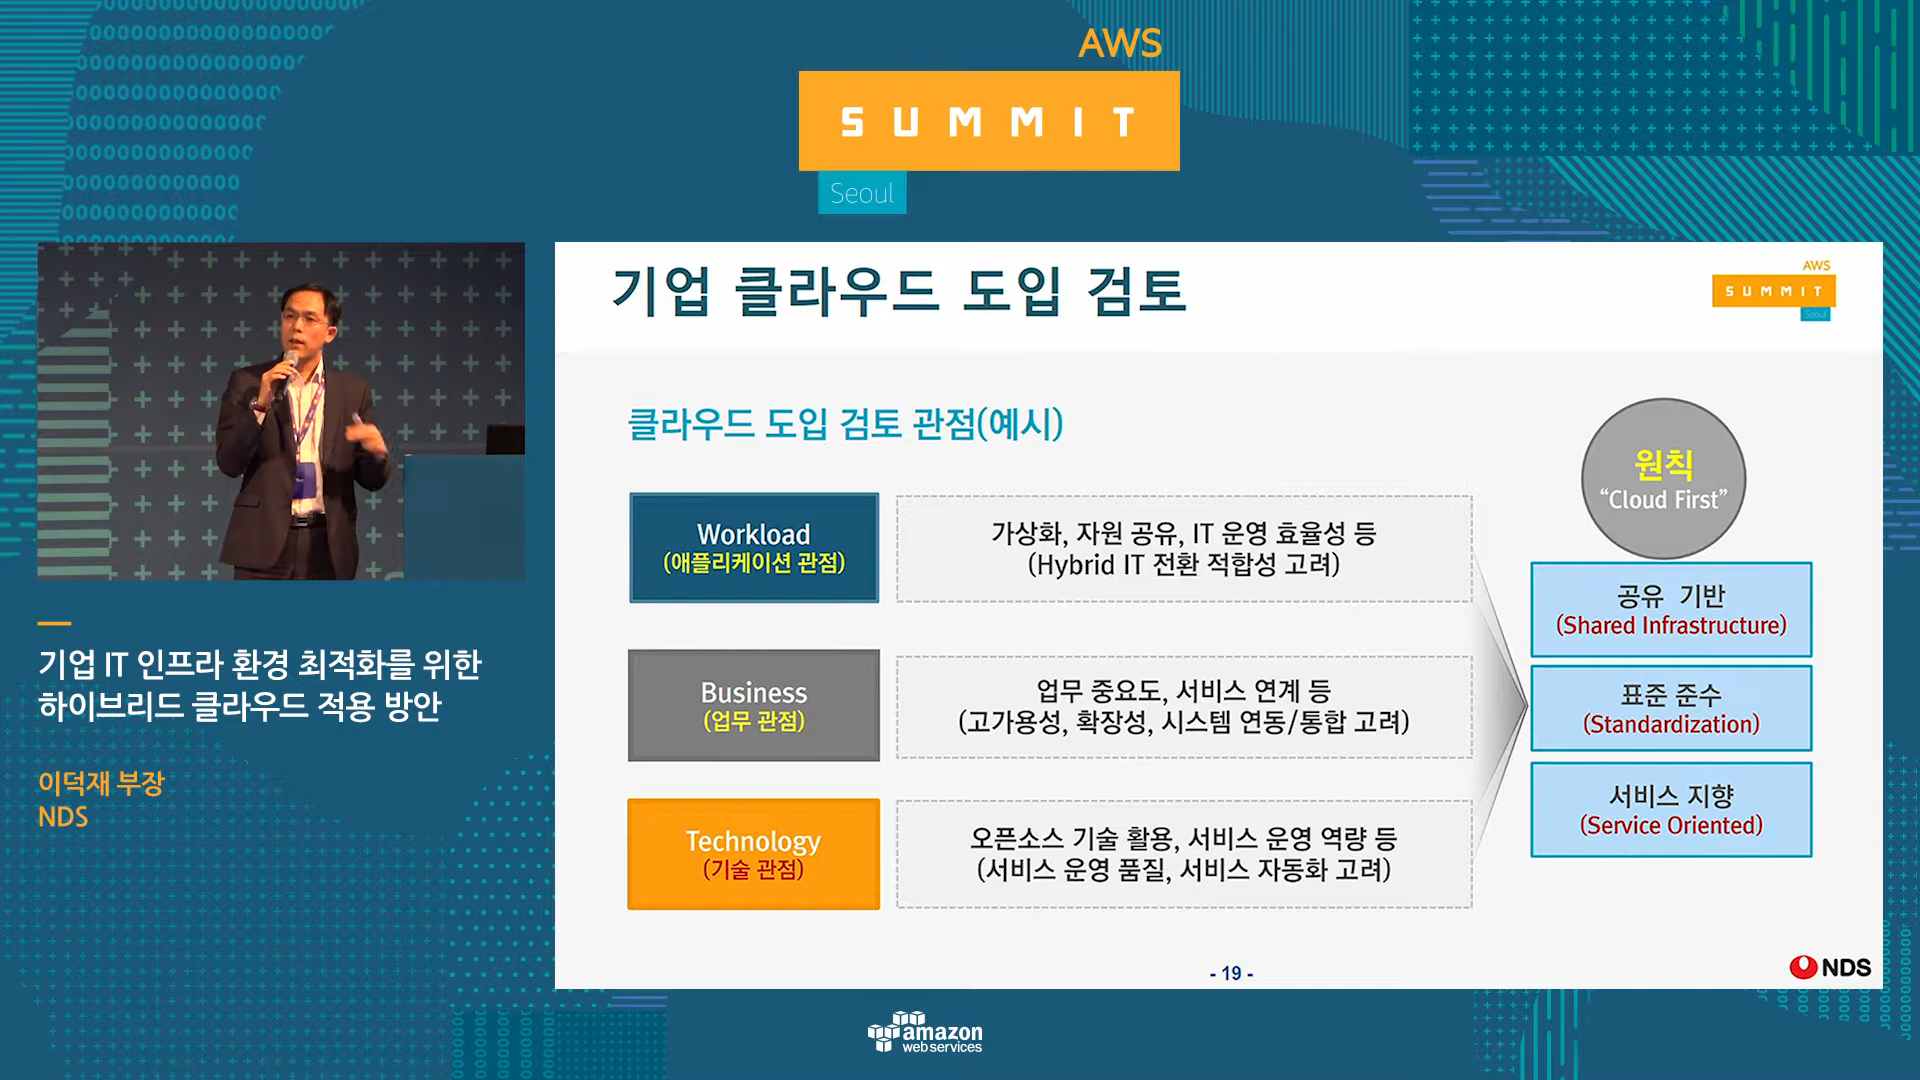 AWS
SUMMIT
Seoul
기업 클라우드 도입 검토
AWS
SUMMIT
Seoul
클라우드 도입 검토 관점(예시)
원칙
“Cloud First”
Workload
(애플리케이션 관점)
가상화, 자원 공유, IT 운영 효율성 등
(Hybrid IT 전환 적합성 고려)
공유 기반
(Shared Infrastructure)
Business
(업무 관점)
업무 중요도, 서비스 연계 등
(고가용성, 확장성, 시스템 연동/통합 고려)
표준 준수
(Standardization)
Technology
(기술 관점)
오픈소스 기술 활용, 서비스 운영 역량 등
(서비스 운영 품질, 서비스 자동화 고려)
서비스 지향
(Service Oriented)
- 19 -
NDS
기업 IT 인프라 환경 최적화를 위한
하이브리드 클라우드 적용 방안
이덕재 부장
NDS
amazon
web services